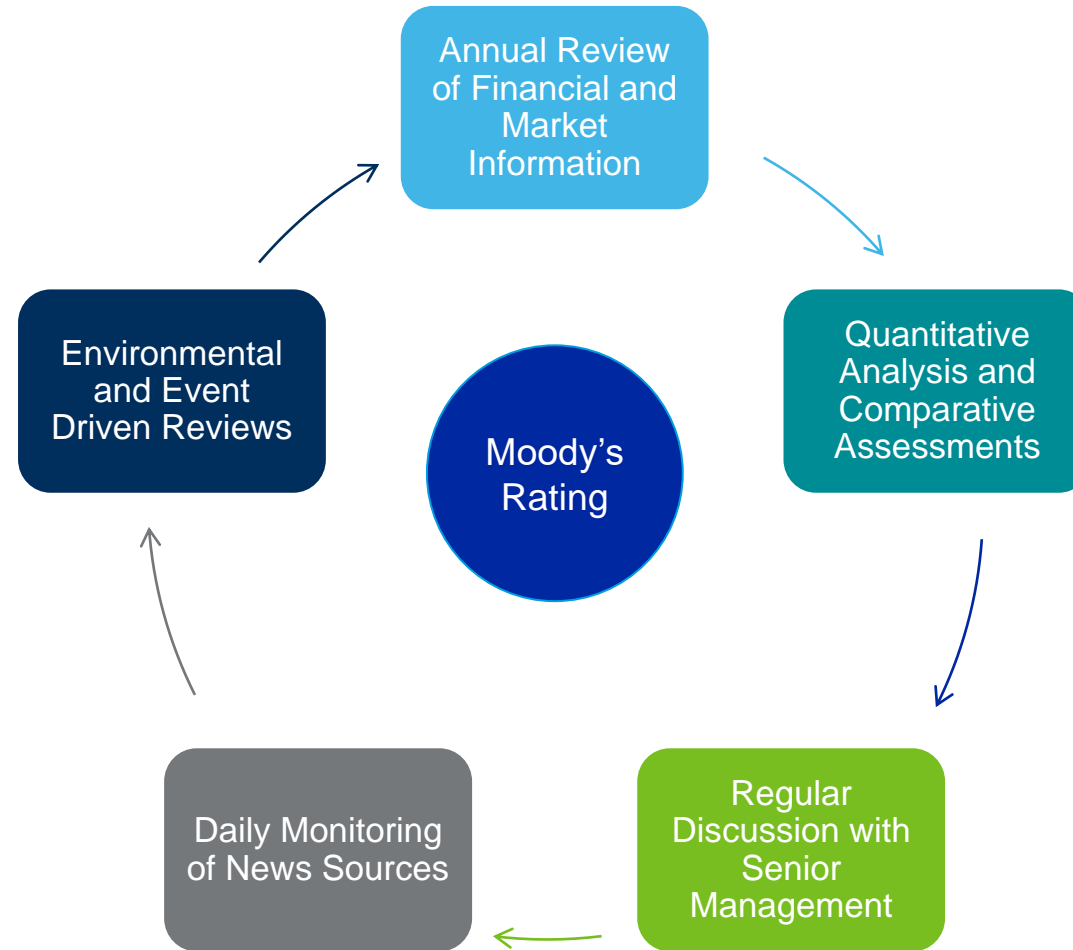 Annual Review
of Financial and
Market
Information
Quantitative
Analysis and
Comparative
Assessments
Regular
Discussion with
Senior
Management
Daily Monitoring
of News Sources
Environmental
and Event
Driven Reviews
Moody’s
Rating